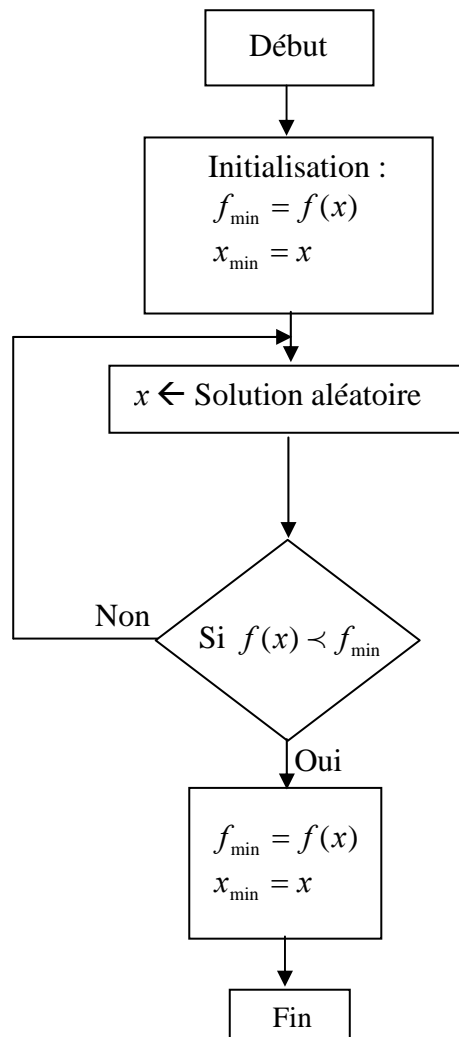 Début
Initialisation :
f_min = f(x)
x_min = x
x ← Solution aléatoire
Non
Si f(x) ≺ f_min
Oui
f_min = f(x)
x_min = x
Fin